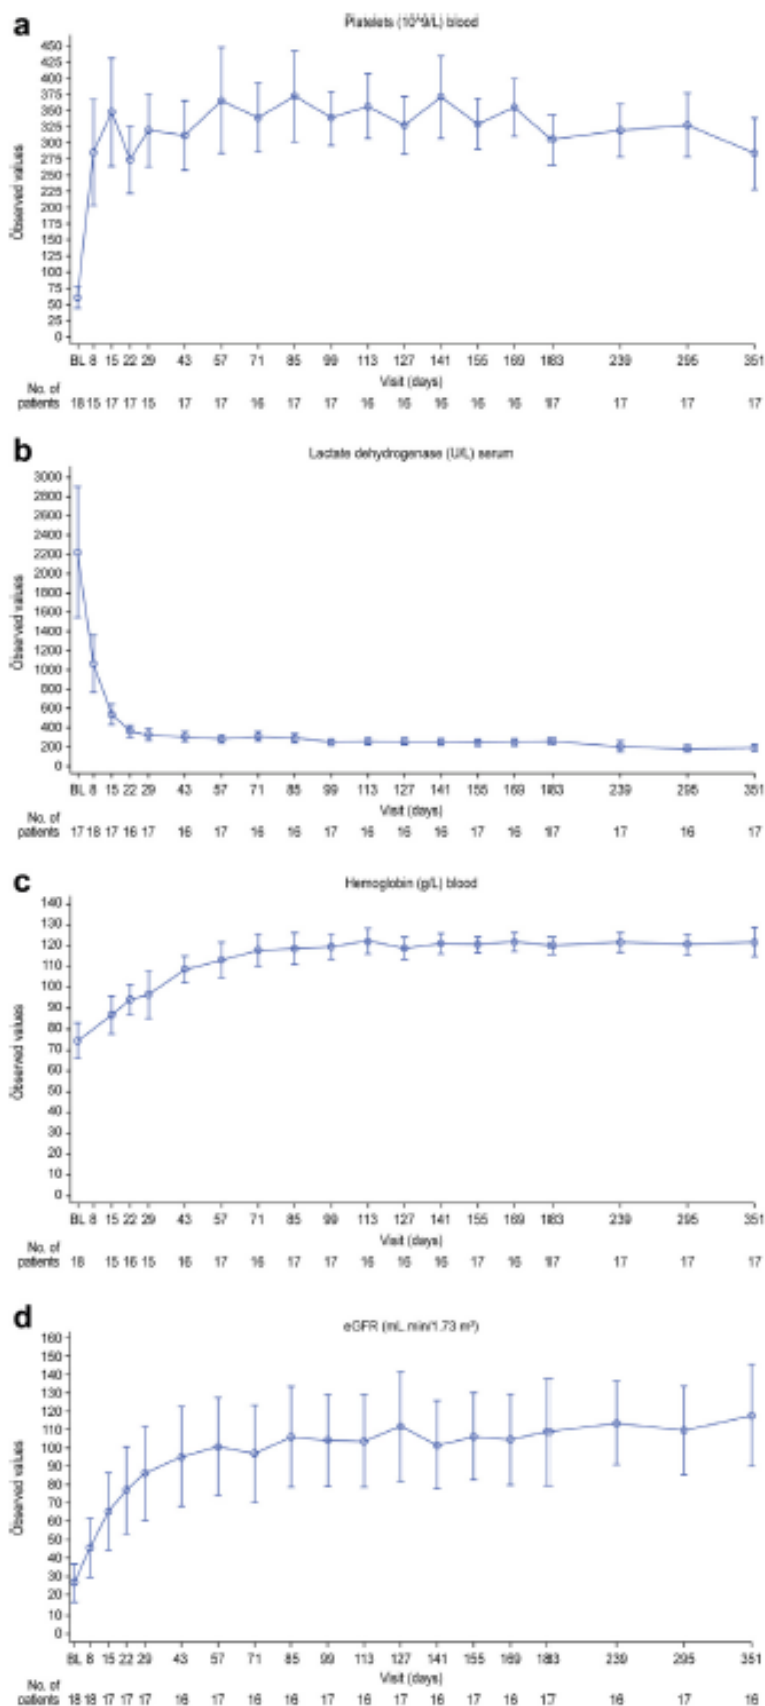 a
Platelets (10^9/L) blood
450
425
400
375
350
325
300
275
250
225
200
175
150
125
100
75
50
25
0
Observed values
BL 8 15 22 29 43 57 71 85 99 113 127 141 155 169 183 239 295 351
Visit (days)
No. of
patients 18 15 17 17 15 17 17 16 17 17 16 16 16 16 16 17 17 17 16
b
Lactate dehydrogenase (U/L) serum
3000
2800
2600
2400
2200
2000
1800
1600
1400
1200
1000
800
600
400
200
0
Observed values
BL 8 15 22 29 43 57 71 85 99 113 127 141 155 169 183 239 295 351
Visit (days)
No. of
patients 17 18 17 16 17 16 17 16 16 17 16 16 16 17 16 17 17 16 17
c
Hemoglobin (g/L) blood
140
130
120
110
100
90
80
70
60
50
40
30
20
10
0
Observed values
BL 8 15 22 29 43 57 71 85 99 113 127 141 155 169 183 239 295 351
Visit (days)
No. of
patients 18 15 16 15 16 17 16 17 17 16 16 16 17 16 17 17 17 17
d
eGFR (mL min/1.73 m²)
160
150
140
130
120
110
100
90
80
70
60
50
40
30
20
10
0
Observed values
BL 8 15 22 29 43 57 71 85 99 113 127 141 155 169 183 239 295 351
Visit (days)
No. of
patients 18 18 17 17 17 16 17 16 16 17 16 17 16 17 16 17 16 17 16